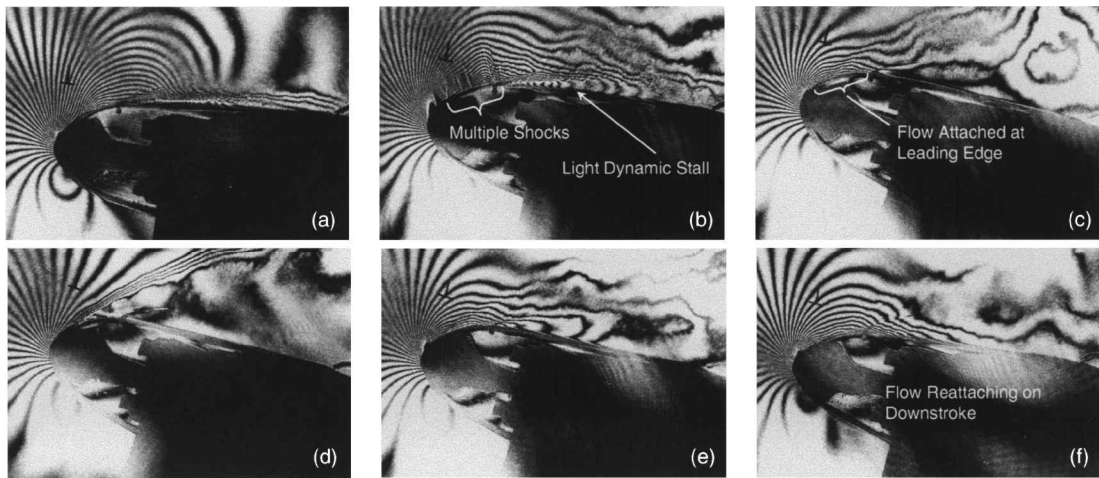 (a)
Multiple Shocks
Light Dynamic Stall
(b)
Flow Attached at
Leading Edge
(c)
(d)
(e)
Flow Reattaching on
Downstroke
(f)